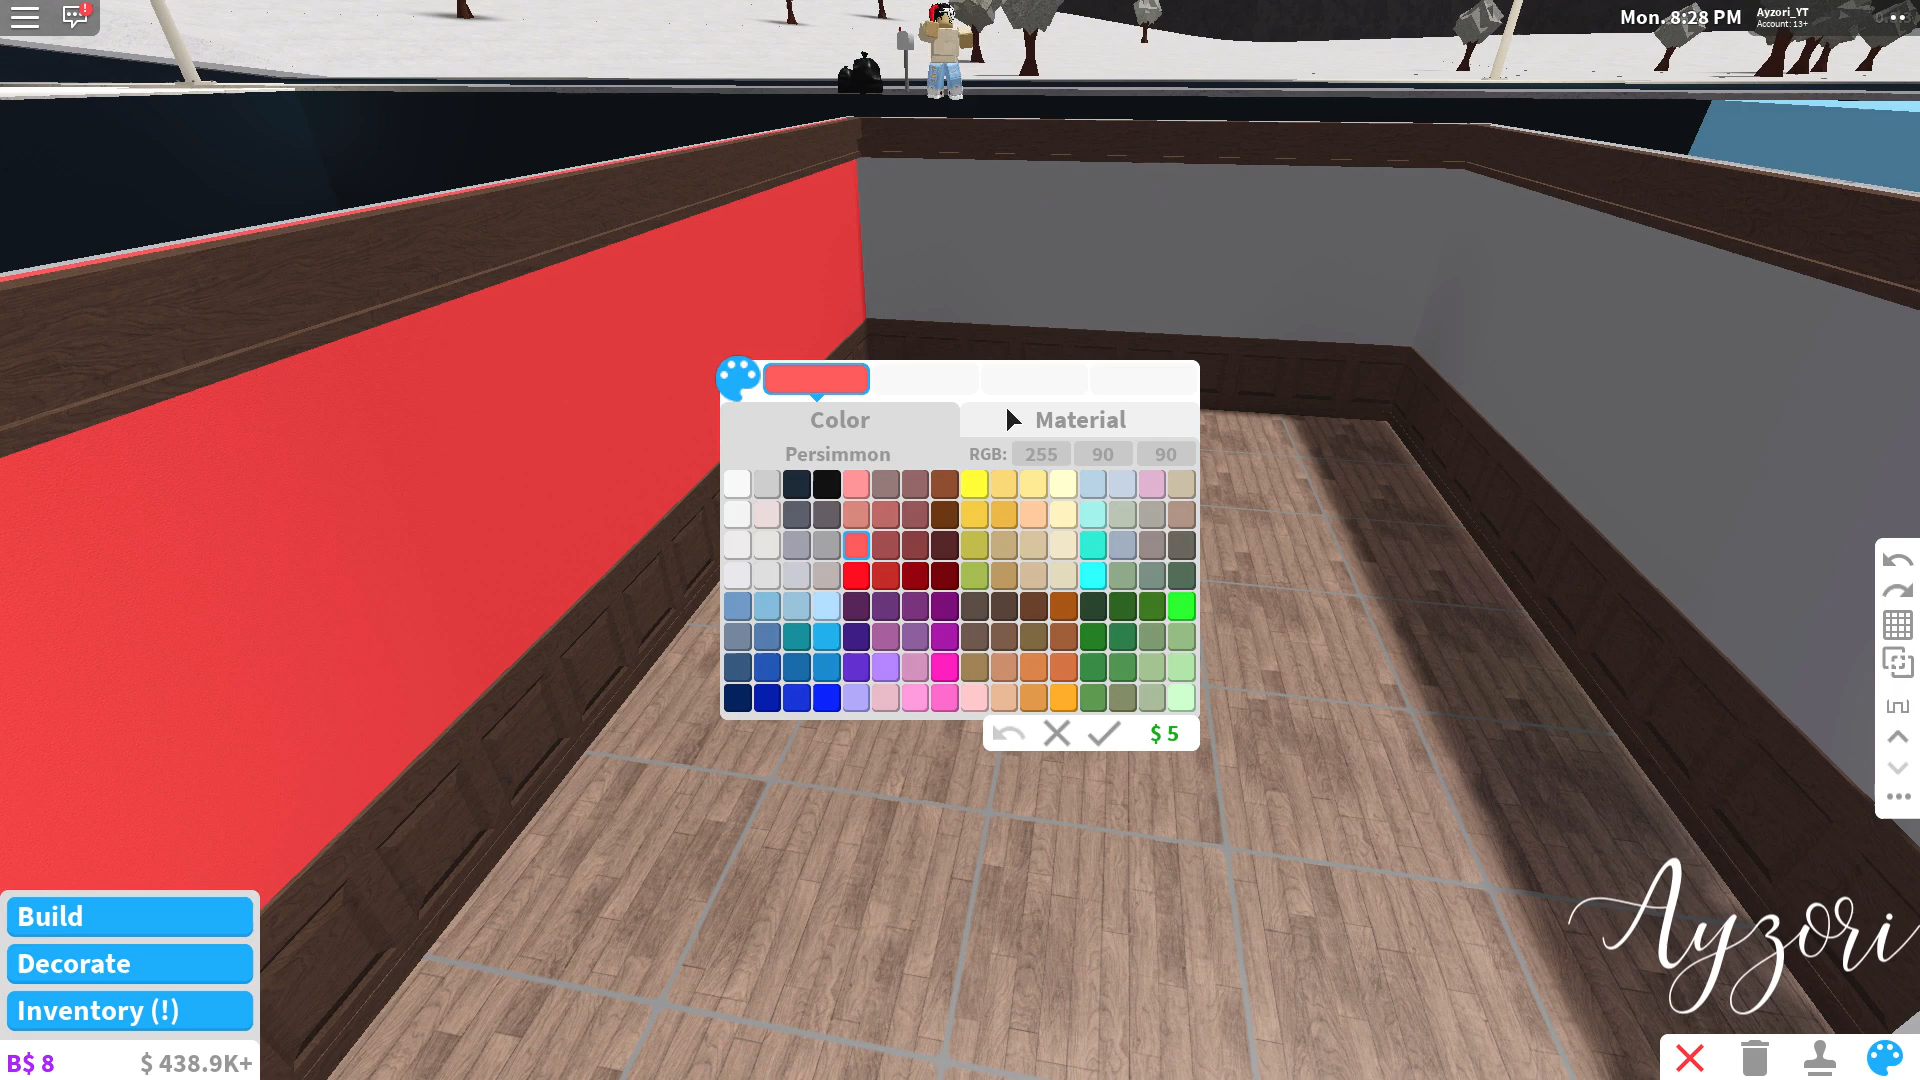 Mon. 8:28 PM
Ayzori_YT
Account: 13+
Color
Material
Persimmon
RGB: 255 90 90
$ 5
Build
Decorate
Inventory (!)
B$ 8
$ 438.9K+
Ayzori